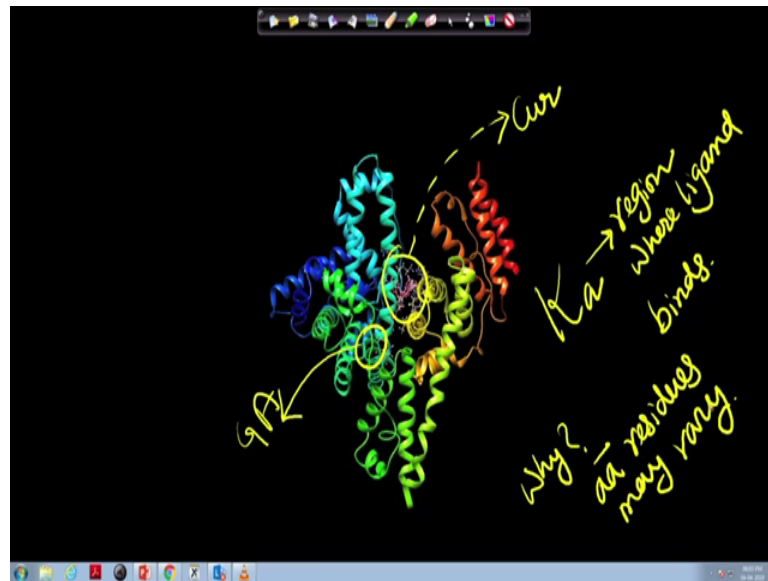 Cur
Ka → region
where ligand
binds.
GA
Why?
aa residues
may vary.